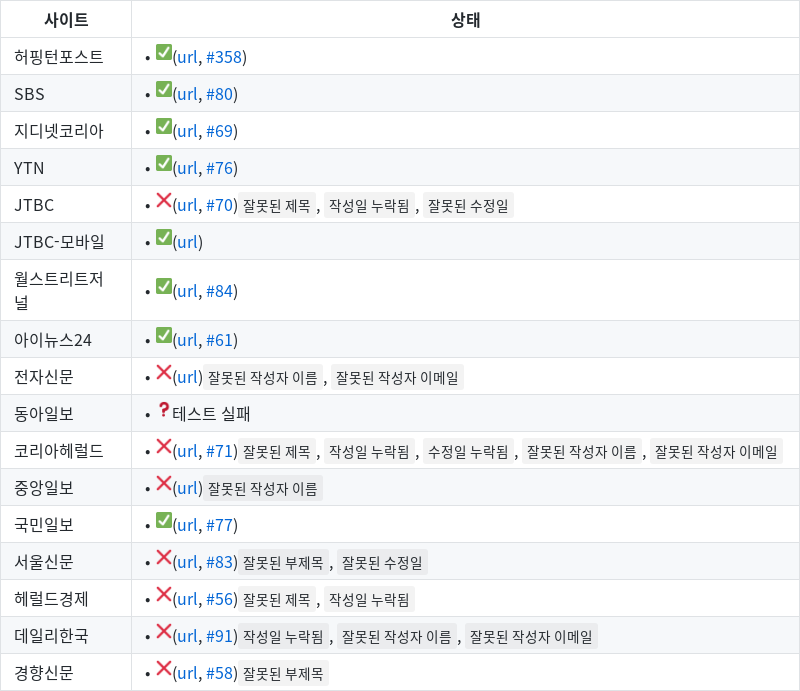 사이트 상태
허핑턴포스트 • ✅(url, #358)
SBS • ✅(url, #80)
지디넷코리아 • ✅(url, #69)
YTN • ✅(url, #76)
JTBC • ❌(url, #70) 잘못된 제목 , 작성일 누락됨 , 잘못된 수정일
JTBC-모바일 • ✅(url)
월스트리트저
널 • ✅(url, #84)
아이뉴스24 • ✅(url, #61)
전자신문 • ❌(url) 잘못된 작성자 이름 , 잘못된 작성자 이메일
동아일보 • ❓테스트 실패
코리아헤럴드 • ❌(url, #71) 잘못된 제목 , 작성일 누락됨 , 수정일 누락됨 , 잘못된 작성자 이름 , 잘못된 작성자 이메일
중앙일보 • ❌(url) 잘못된 작성자 이름
국민일보 • ✅(url, #77)
서울신문 • ❌(url, #83) 잘못된 부제목 , 잘못된 수정일
헤럴드경제 • ❌(url, #56) 잘못된 제목 , 작성일 누락됨
데일리한국 • ❌(url, #91) 작성일 누락됨 , 잘못된 작성자 이름 , 잘못된 작성자 이메일
경향신문 • ❌(url, #58) 잘못된 부제목